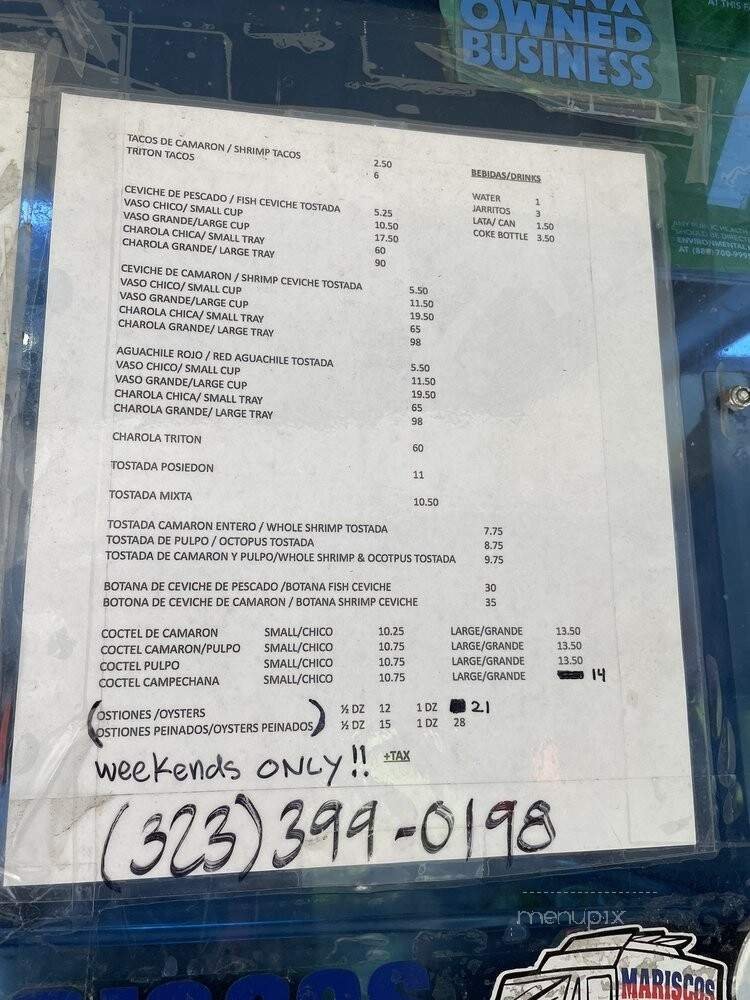 OWNED
BUSINESS
AT THIS
TACOS DE CAMARON / SHRIMP TACOS 2.50
TRITON TACOS 6
BEBIDAS/DRINKS
WATER 1
JARRITOS 3
LATA/ CAN 1.50
COKE BOTTLE 3.50
CEVICHE DE PESCADO / FISH CEVICHE TOSTADA 5.25
VASO CHICO/ SMALL CUP 10.50
VASO GRANDE/LARGE CUP 17.50
CHAROLA CHICA/ SMALL TRAY 60
CHAROLA GRANDE/ LARGE TRAY 90
CEVICHE DE CAMARON / SHRIMP CEVICHE TOSTADA 5.50
VASO CHICO/ SMALL CUP 11.50
VASO GRANDE/LARGE CUP 19.50
CHAROLA CHICA/ SMALL TRAY 65
CHAROLA GRANDE/ LARGE TRAY 98
AGUACHILE ROJO / RED AGUACHILE TOSTADA 5.50
VASO CHICO/ SMALL CUP 11.50
VASO GRANDE/LARGE CUP 19.50
CHAROLA CHICA/ SMALL TRAY 65
CHAROLA GRANDE/ LARGE TRAY 98
CHAROLA TRITON 60
TOSTADA POSIEDON 11
TOSTADA MIXTA 10.50
TOSTADA CAMARON ENTERO / WHOLE SHRIMP TOSTADA 7.75
TOSTADA DE PULPO / OCTOPUS TOSTADA 8.75
TOSTADA DE CAMARON Y PULPO/WHOLE SHRIMP & OCOTPUS TOSTADA 9.75
BOTANA DE CEVICHE DE PESCADO /BOTANA FISH CEVICHE 30
BOTONA DE CEVICHE DE CAMARON / BOTANA SHRIMP CEVICHE 35
COCTEL DE CAMARON SMALL/CHICO 10.25 LARGE/GRANDE 13.50
COCTEL CAMARON/PULPO SMALL/CHICO 10.75 LARGE/GRANDE 13.50
COCTEL PULPO SMALL/CHICO 10.75 LARGE/GRANDE 13.50
COCTEL CAMPECHANA SMALL/CHICO 10.75 LARGE/GRANDE 14
(OSTIONES /OYSTERS ½ DZ 12 1 DZ 21
OSTIONES PEINADOS/OYSTERS PEINADOS) ½ DZ 15 1 DZ 28
weekends ONLY!! +TAX
(323)399-0198
menupix
MARISCOS